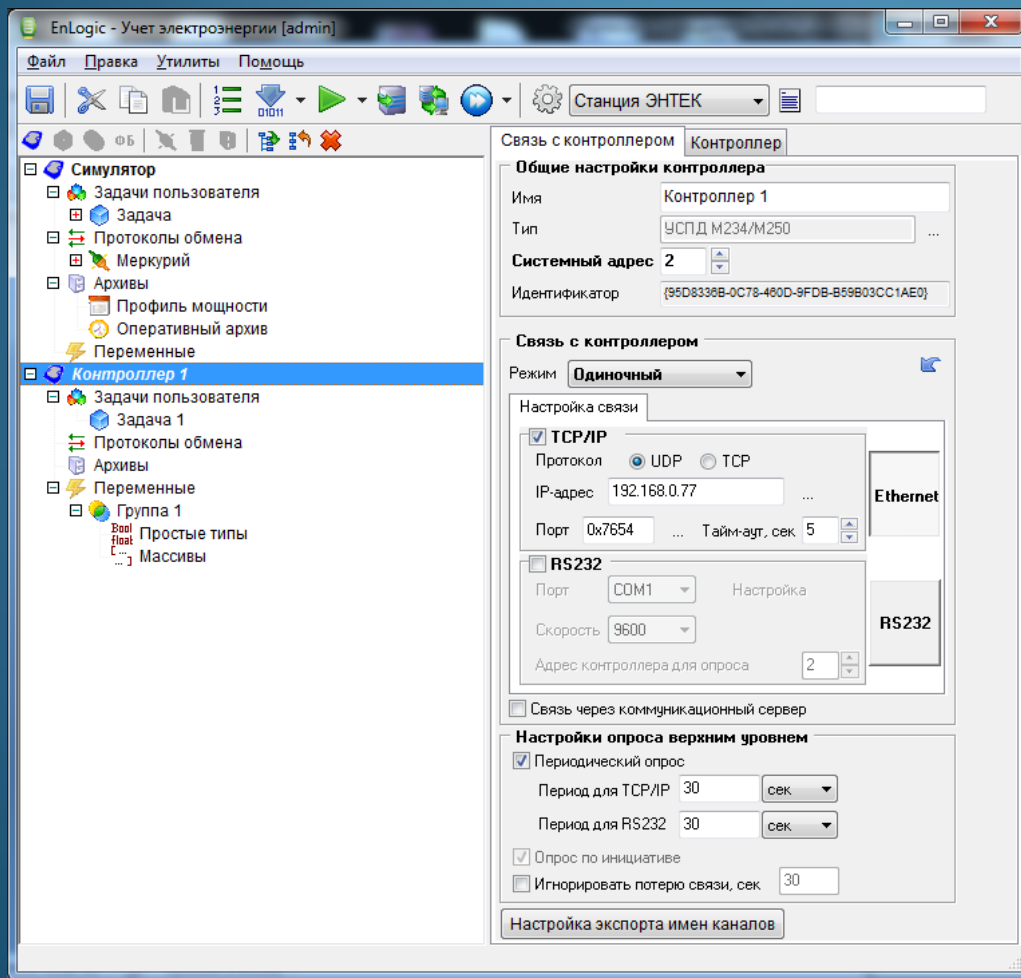 EnLogic - Учет электроэнергии [admin]
Файл Правка Утилиты Помощь
Станция ЭНТЕК
ФБ
Симулятор
Задачи пользователя
Задача
Протоколы обмена
Меркурий
Архивы
Профиль мощности
Оперативный архив
Переменные
Контроллер 1
Задачи пользователя
Задача 1
Протоколы обмена
Архивы
Переменные
Группа 1
Bool float Простые типы
[...] Массивы
Связь с контроллером Контроллер
Общие настройки контроллера
Имя Контроллер 1
Тип УСПД М234/М250 ...
Системный адрес 2
Идентификатор {95D8336B-0C78-460D-9FDB-B59B03CC1AE0}
Связь с контроллером
Режим Одиночный
Настройка связи
TCP/IP
Протокол UDP TCP
IP-адрес 192.168.0.77 ...
Порт 0x7654 ... Тайм-аут, сек 5
Ethernet
RS232
Порт COM1 Настройка
Скорость 9600
Адрес контроллера для опроса 2
RS232
Связь через коммуникационный сервер
Настройки опроса верхним уровнем
Периодический опрос
Период для TCP/IP 30 сек
Период для RS232 30 сек
Опрос по инициативе
Игнорировать потерю связи, сек 30
Настройка экспорта имен каналов